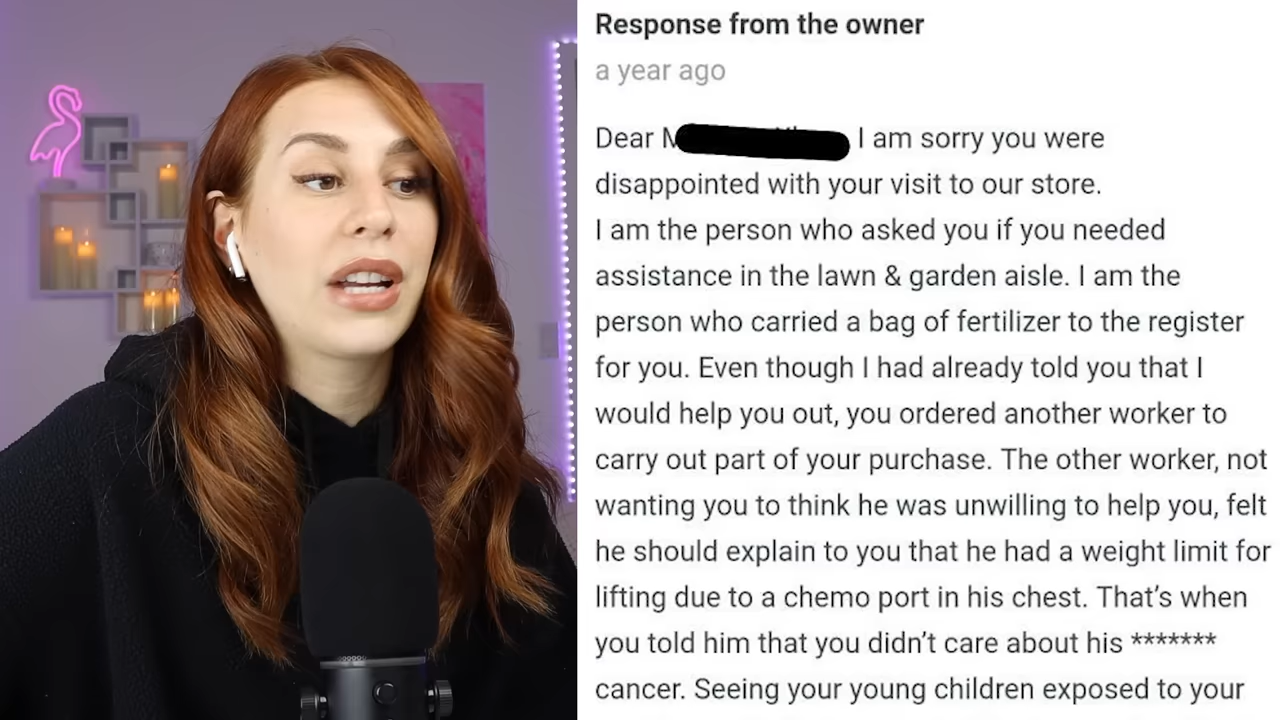 Response from the owner
a year ago
Dear M I am sorry you were
disappointed with your visit to our store.
I am the person who asked you if you needed
assistance in the lawn & garden aisle. I am the
person who carried a bag of fertilizer to the register
for you. Even though I had already told you that I
would help you out, you ordered another worker to
carry out part of your purchase. The other worker, not
wanting you to think he was unwilling to help you, felt
he should explain to you that he had a weight limit for
lifting due to a chemo port in his chest. That’s when
you told him that you didn’t care about his *******
cancer. Seeing your young children exposed to your